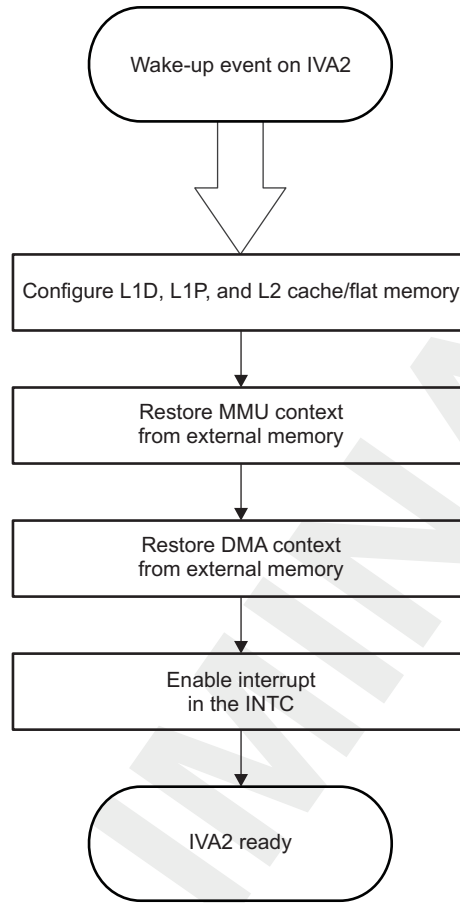 Wake-up event on IVA2
Configure L1D, L1P, and L2 cache/flat memory
Restore MMU context
from external memory
Restore DMA context
from external memory
Enable interrupt
in the INTC
IVA2 ready
IMINA